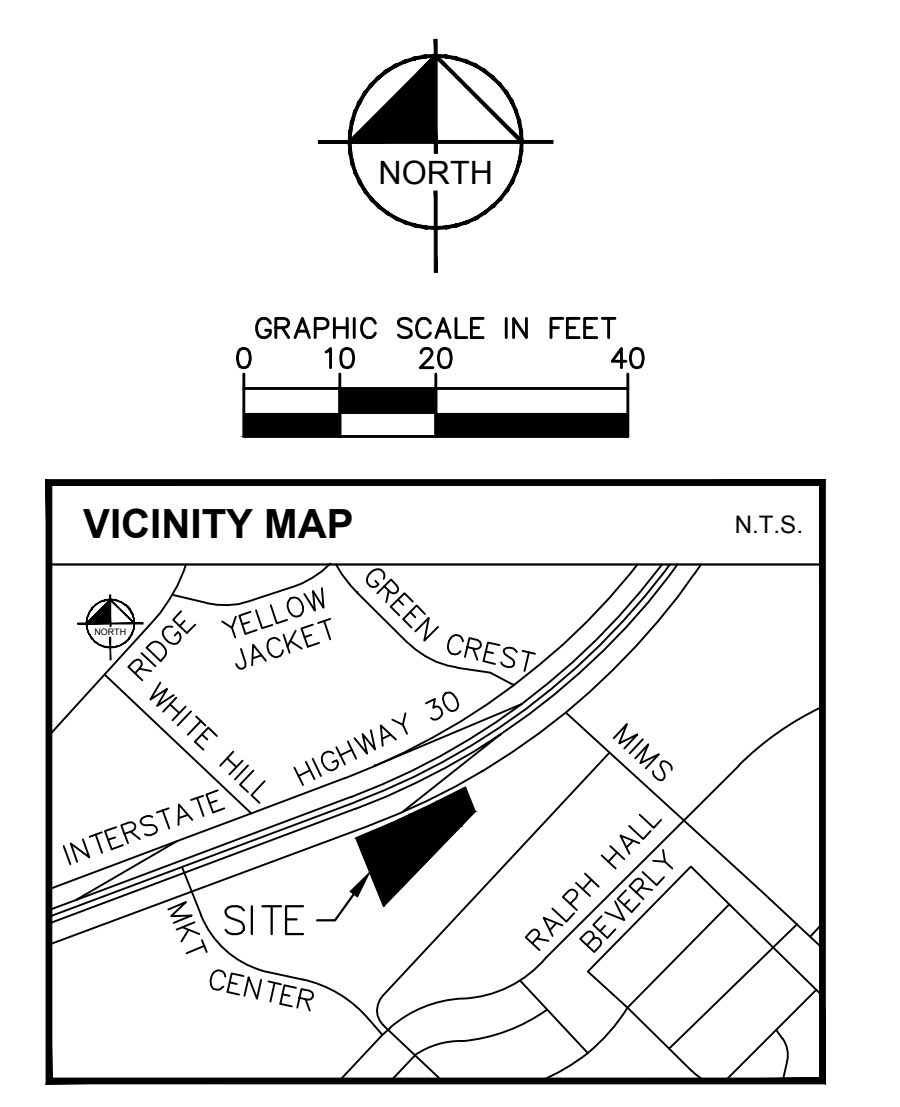 NORTH
GRAPHIC SCALE IN FEET
0 10 20 40
VICINITY MAP
N.T.S.
NORTH
RIDGE
YELLOW
JACKET
GREEN CREST
WHITE HILL
INTERSTATE HIGHWAY 30
MIMS
RALPH HALL
BEVERLY
SITE
MKT CENTER